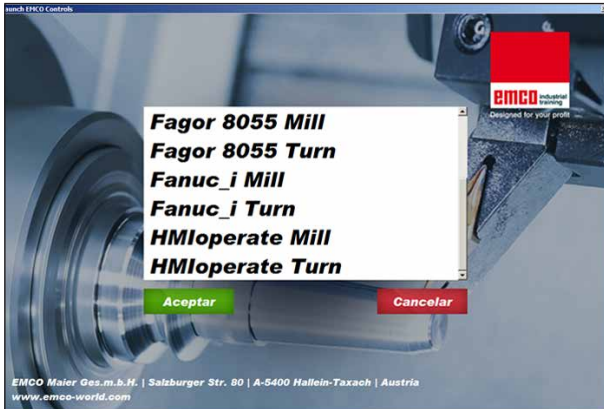 aunch EMCO Controls
emco industrial
training
Designed for your profit
Fagor 8055 Mill
Fagor 8055 Turn
Fanuc_i Mill
Fanuc_i Turn
HMIoperate Mill
HMIoperate Turn
Aceptar
Cancelar
EMCO Maier Ges.m.b.H. | Salzburger Str. 80 | A-5400 Hallein-Taxach | Austria
www.emco-world.com